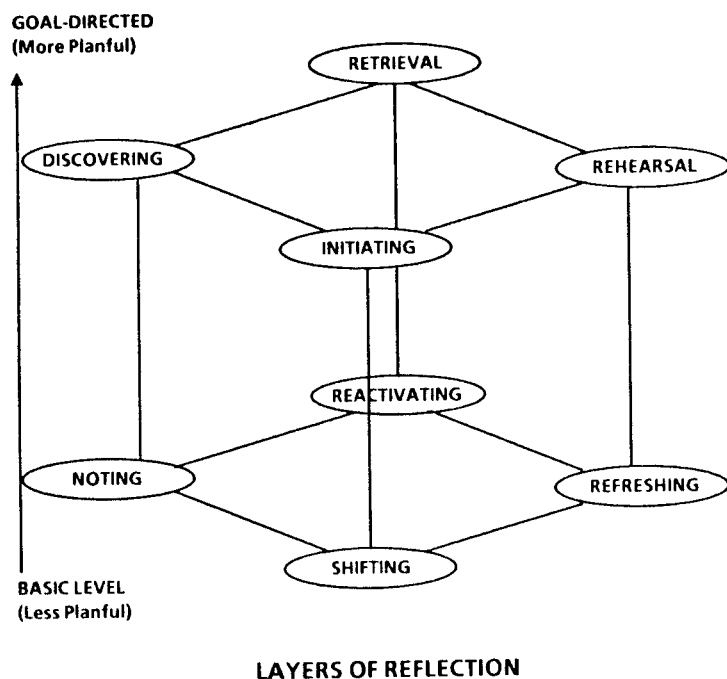 GOAL-DIRECTED
(More Planful)
RETRIEVAL
DISCOVERING
REHEARSAL
INITIATING
REACTIVATING
NOTING
REFRESHING
SHIFTING
BASIC LEVEL
(Less Planful)
LAYERS OF REFLECTION